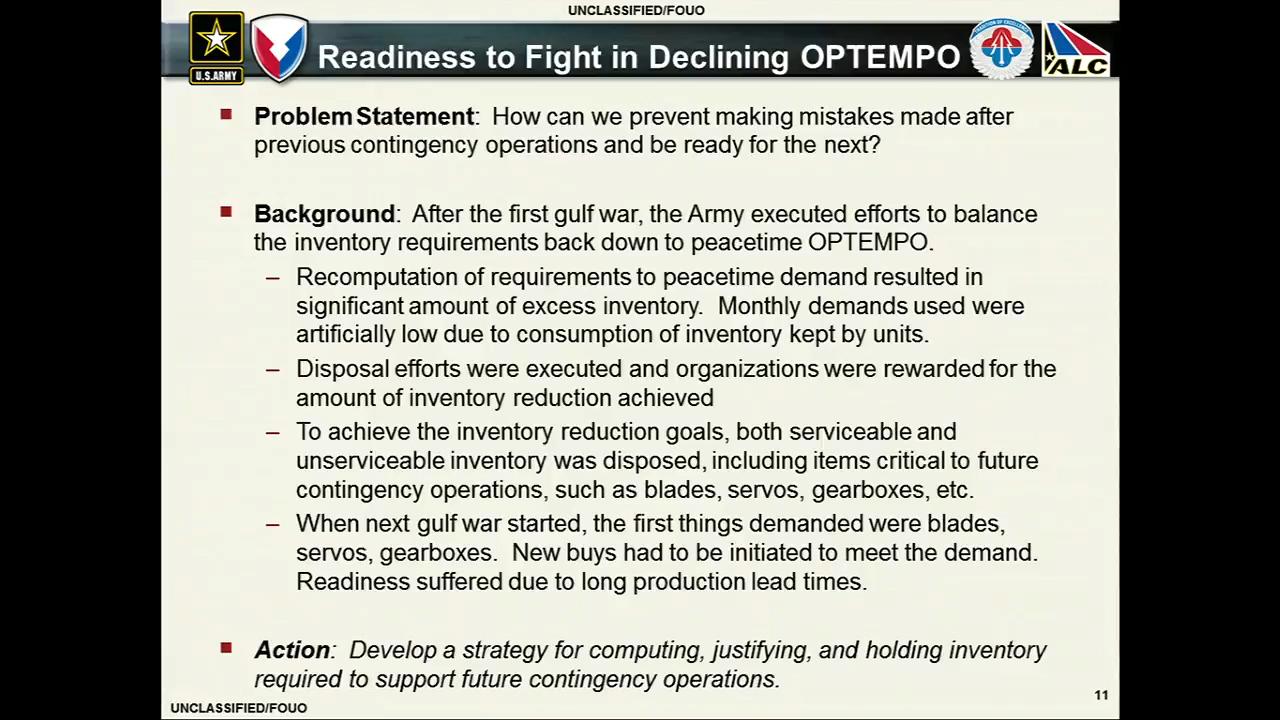 UNCLASSIFIED/FOUO
U.S.ARMY
Readiness to Fight in Declining OPTEMPO
TRADITION OF EXCELLENCE
ALC
Problem Statement: How can we prevent making mistakes made after
previous contingency operations and be ready for the next?
Background: After the first gulf war, the Army executed efforts to balance
the inventory requirements back down to peacetime OPTEMPO.
– Recomputation of requirements to peacetime demand resulted in
significant amount of excess inventory. Monthly demands used were
artificially low due to consumption of inventory kept by units.
– Disposal efforts were executed and organizations were rewarded for the
amount of inventory reduction achieved
– To achieve the inventory reduction goals, both serviceable and
unserviceable inventory was disposed, including items critical to future
contingency operations, such as blades, servos, gearboxes, etc.
– When next gulf war started, the first things demanded were blades,
servos, gearboxes. New buys had to be initiated to meet the demand.
Readiness suffered due to long production lead times.
Action: Develop a strategy for computing, justifying, and holding inventory
required to support future contingency operations.
11
UNCLASSIFIED/FOUO